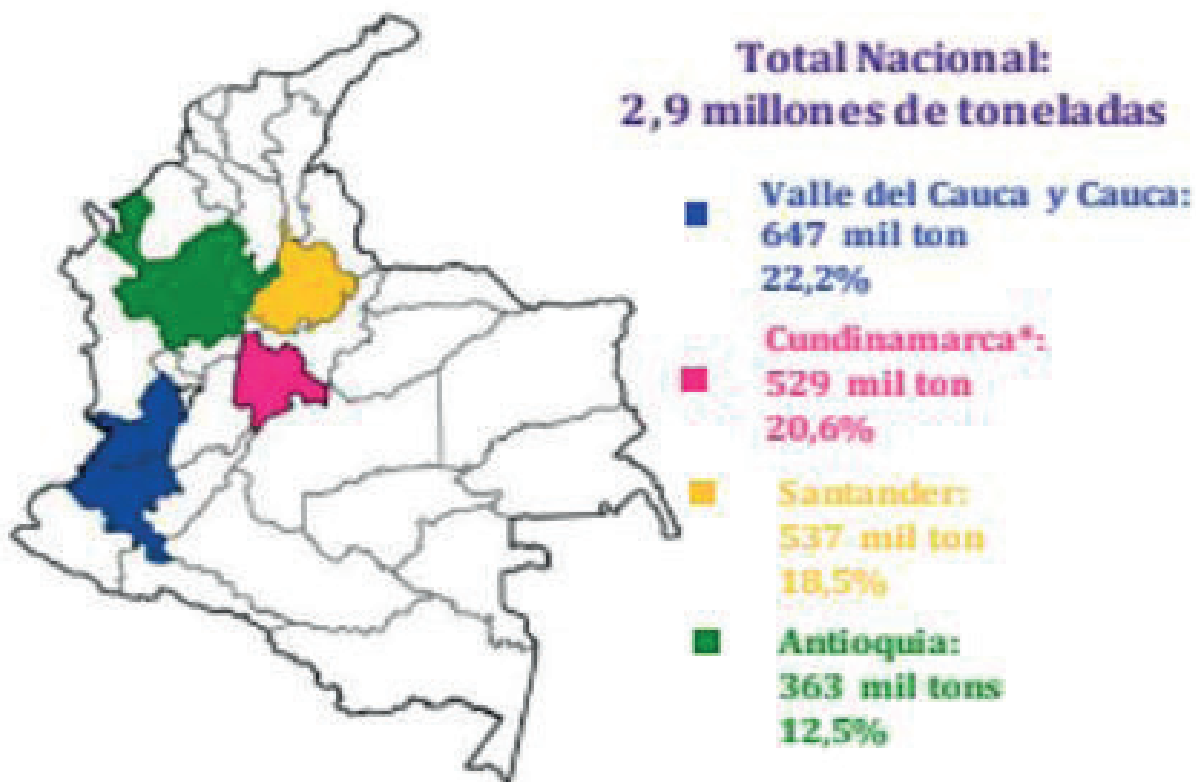 Total Nacional:
2,9 millones de toneladas
Valle del Cauca y Cauca:
647 mil ton
22,2%
Cundinamarca*:
529 mil ton
20,6%
Santander:
537 mil ton
18,5%
Antioquia:
363 mil tons
12,5%